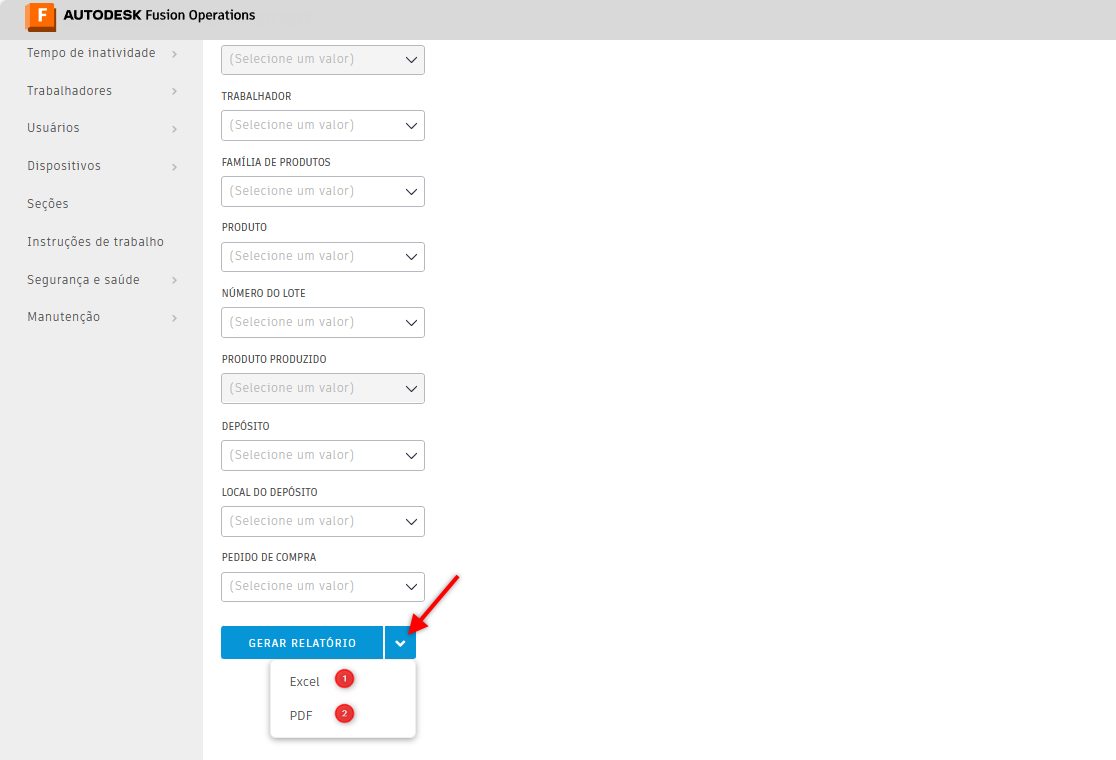 F AUTODESK Fusion Operations
Tempo de inatividade
Trabalhadores
Usuários
Dispositivos
Seções
Instruções de trabalho
Segurança e saúde
Manutenção
(Selecione um valor)
TRABALHADOR
(Selecione um valor)
FAMÍLIA DE PRODUTOS
(Selecione um valor)
PRODUTO
(Selecione um valor)
NÚMERO DO LOTE
(Selecione um valor)
PRODUTO PRODUZIDO
(Selecione um valor)
DEPÓSITO
(Selecione um valor)
LOCAL DO DEPÓSITO
(Selecione um valor)
PEDIDO DE COMPRA
(Selecione um valor)
GERAR RELATÓRIO
Excel 1
PDF 2